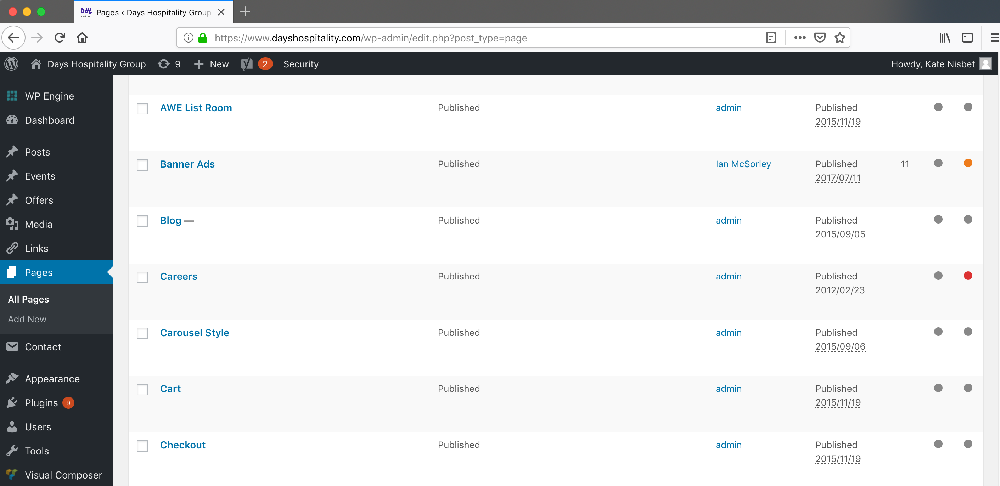 DAY
Pages ‹ Days Hospitality Group
https://www.dayshospitality.com/wp-admin/edit.php?post_type=page
Days Hospitality Group 9 New 2 Security Howdy, Kate Nisbet
WP Engine
Dashboard
Posts
Events
Offers
Media
Links
Pages
All Pages
Add New
Contact
Appearance
Plugins 9
Users
Tools
Visual Composer
AWE List Room Published admin Published
2015/11/19
Banner Ads Published Ian McSorley Published 11
2017/07/11
Blog — Published admin Published
2015/09/05
Careers Published admin Published
2012/02/23
Carousel Style Published admin Published
2015/09/06
Cart Published admin Published
2015/11/19
Checkout Published admin Published
2015/11/19